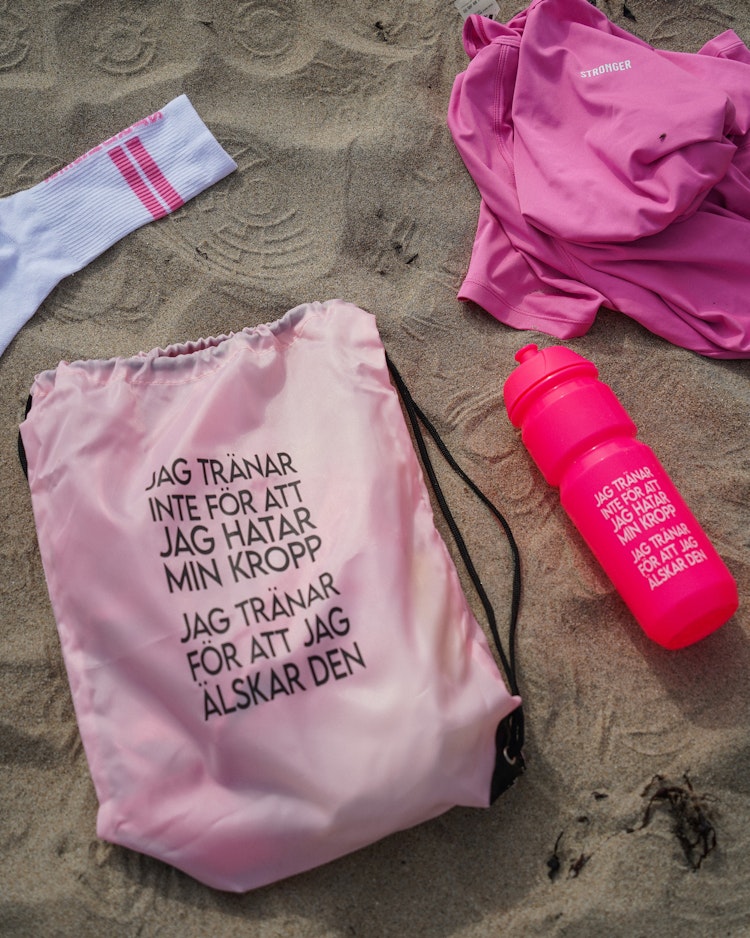 STRONGER
JAG TRÄNAR
INTE FÖR ATT
JAG HATAR
MIN KROPP
JAG TRÄNAR
FÖR ATT JAG
ÄLSKAR DEN
JAG TRÄNAR
INTE FÖR ATT
JAG HATAR
MIN KROPP
JAG TRÄNAR
FÖR ATT JAG
ÄLSKAR DEN